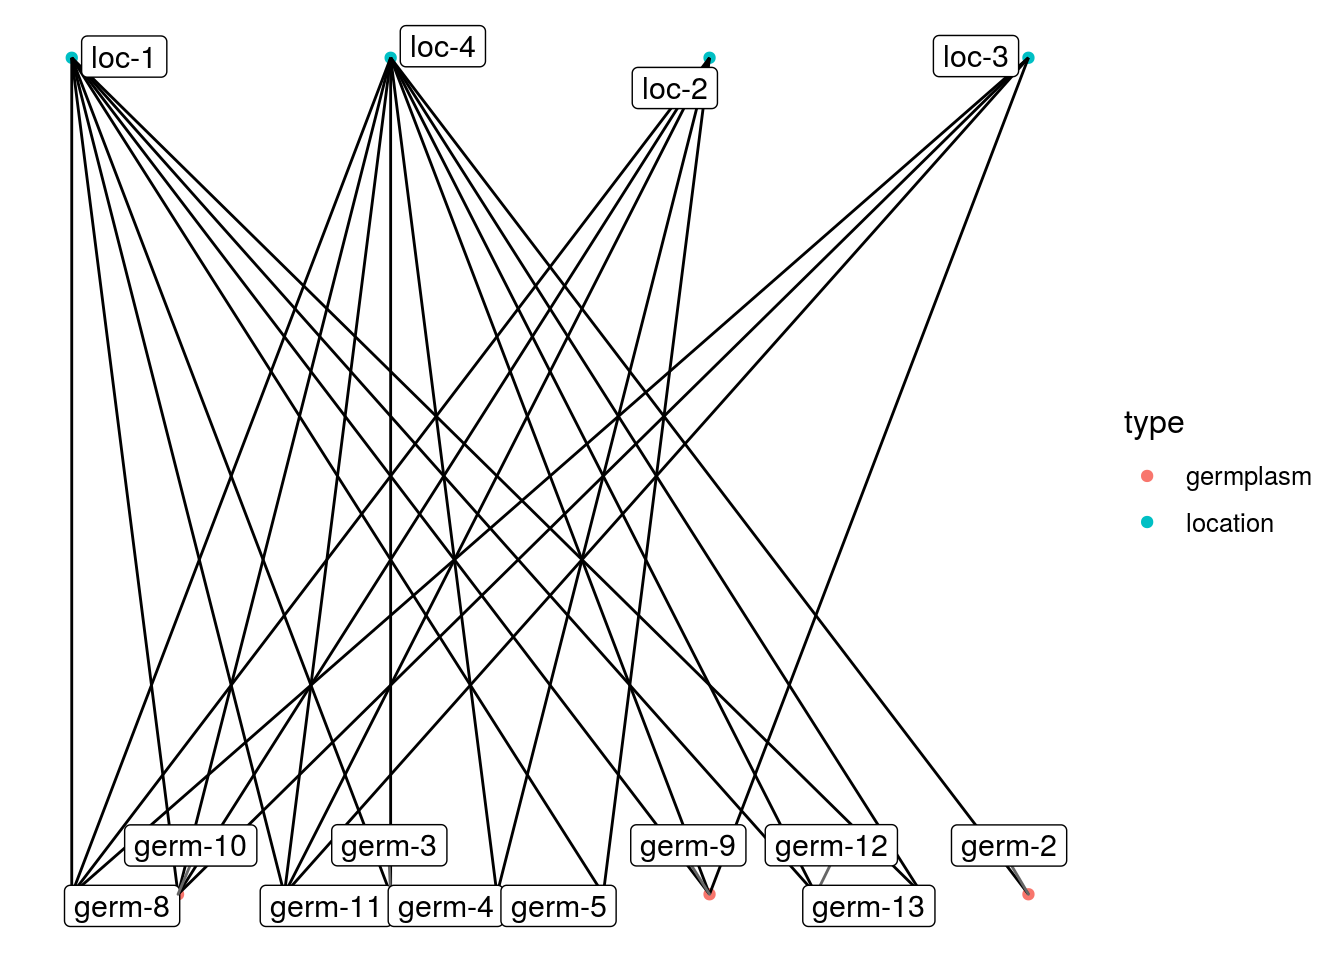 loc-1
loc-4
loc-2
loc-3
type
germplasm
location
germ-10
germ-3
germ-9
germ-12
germ-2
germ-8
germ-11
germ-4
germ-5
germ-13